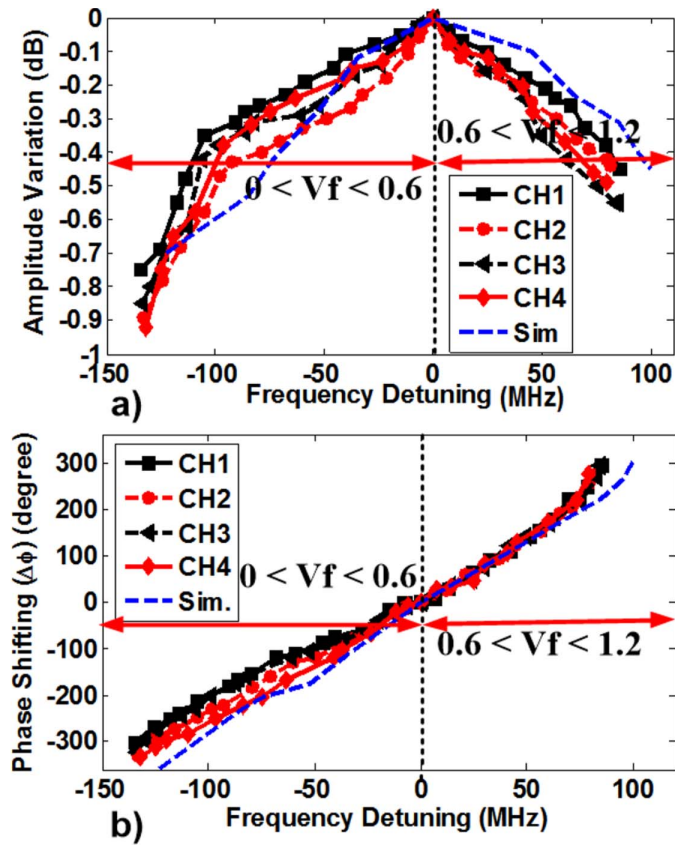 0
-0.1
-0.2
-0.3
-0.4
-0.5
-0.6
-0.7
-0.8
-0.9
-1
Amplitude Variation (dB)
0.6 < Vf < 1.2
0 < Vf < 0.6
CH1
CH2
CH3
CH4
Sim
-150 -100 -50 0 50 100
Frequency Detuning (MHz)
a)
300
200
100
0
-100
-200
-300
Phase Shifting (Δϕ) (degree)
CH1
CH2
CH3
CH4
Sim.
0 < Vf < 0.6
0.6 < Vf < 1.2
-150 -100 -50 0 50 100
Frequency Detuning (MHz)
b)